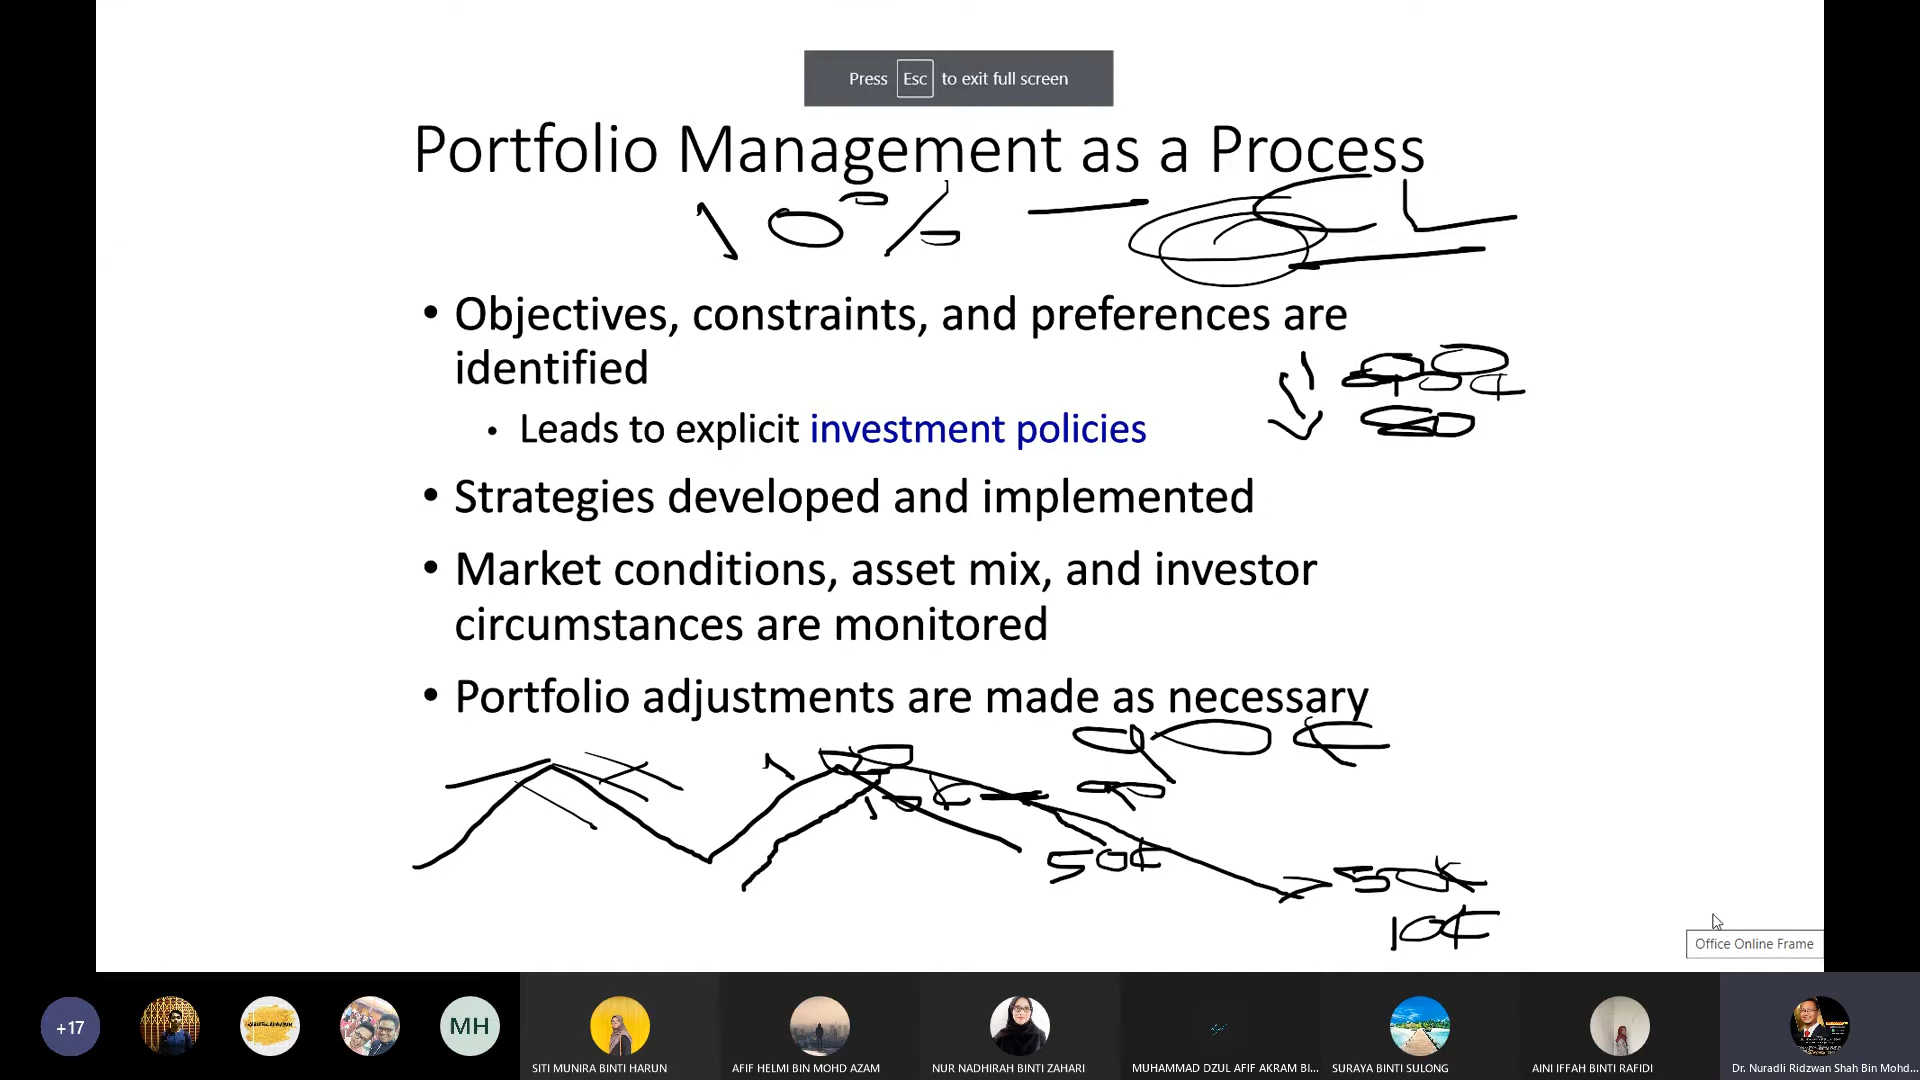 Press Esc to exit full screen
Portfolio Management as a Process
10%
• Objectives, constraints, and preferences are
identified
• Leads to explicit investment policies
• Strategies developed and implemented
• Market conditions, asset mix, and investor
circumstances are monitored
• Portfolio adjustments are made as necessary
90¢
50¢
50¢
10¢
Office Online Frame
+17
MH
SITI MUNIRA BINTI HARUN
AFIF HELMI BIN MOHD AZAM
NUR NADHIRAH BINTI ZAHARI
MUHAMMAD DZUL AFIF AKRAM BI...
SURAYA BINTI SULONG
AINI IFFAH BINTI RAFIDI
Dr. Nuradli Ridzwan Shah Bin Mohd...